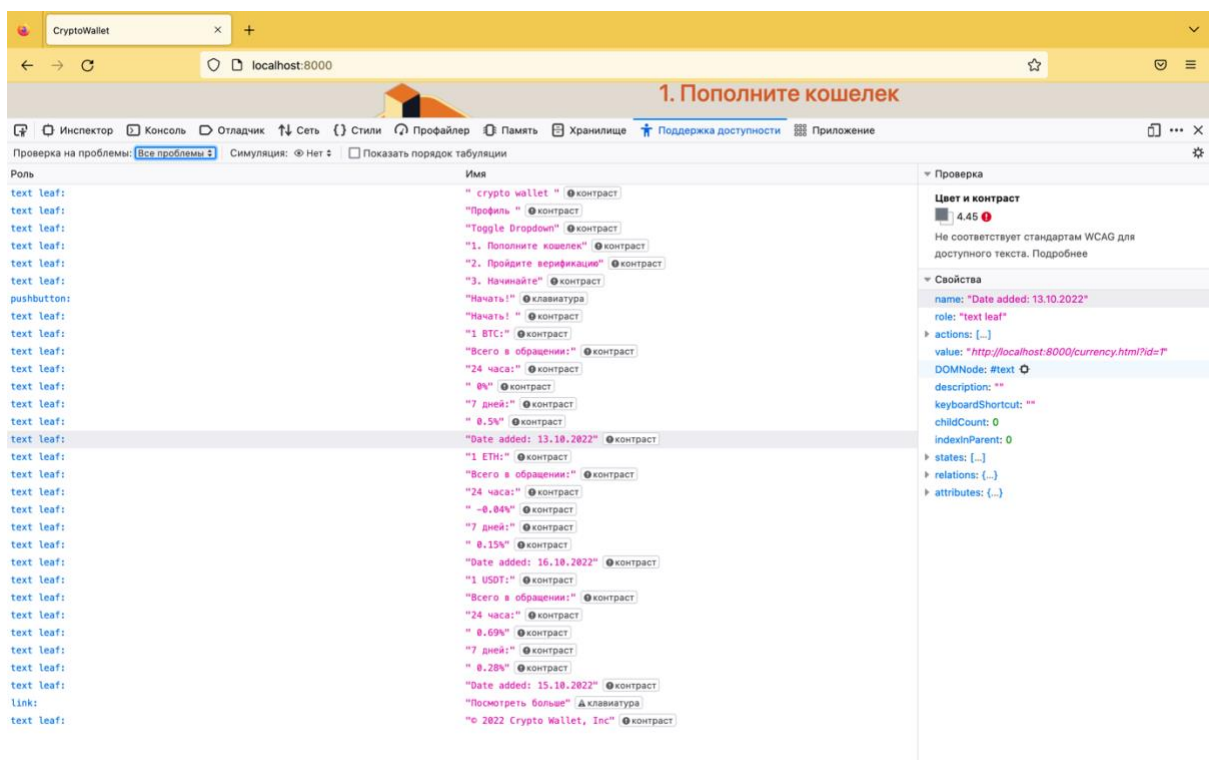 CryptoWallet
localhost:8000
1. Пополните кошелек
Инспектор Консоль Отладчик Сеть Стили Профайлер Память Хранилище Поддержка доступности Приложение
Проверка на проблемы: Все проблемы Симуляция: Нет Показать порядок табуляции
Роль Имя
text leaf: " crypto wallet " контраст
text leaf: "Профиль " контраст
text leaf: "Toggle Dropdown" контраст
text leaf: "1. Пополните кошелек" контраст
text leaf: "2. Пройдите верификацию" контраст
text leaf: "3. Начинайте" контраст
pushbutton: "Начать!" клавиатура
text leaf: "Начать! " контраст
text leaf: "1 BTC:" контраст
text leaf: "Всего в обращении:" контраст
text leaf: "24 часа:" контраст
text leaf: " 0%" контраст
text leaf: "7 дней:" контраст
text leaf: " 0.5%" контраст
text leaf: "Date added: 13.10.2022" контраст
text leaf: "1 ETH:" контраст
text leaf: "Всего в обращении:" контраст
text leaf: "24 часа:" контраст
text leaf: " -0.04%" контраст
text leaf: "7 дней:" контраст
text leaf: " 0.15%" контраст
text leaf: "Date added: 16.10.2022" контраст
text leaf: "1 USDT:" контраст
text leaf: "Всего в обращении:" контраст
text leaf: "24 часа:" контраст
text leaf: " 0.69%" контраст
text leaf: "7 дней:" контраст
text leaf: " 0.28%" контраст
text leaf: "Date added: 15.10.2022" контраст
link: "Посмотреть больше" клавиатура
text leaf: "© 2022 Crypto Wallet, Inc" контраст
Проверка
Цвет и контраст
4.45
Не соответствует стандартам WCAG для
доступного текста. Подробнее
Свойства
name: "Date added: 13.10.2022"
role: "text leaf"
actions: […]
value: "http://localhost:8000/currency.html?id=1"
DOMNode: #text
description: ""
keyboardShortcut: ""
childCount: 0
indexInParent: 0
states: […]
relations: {…}
attributes: {…}